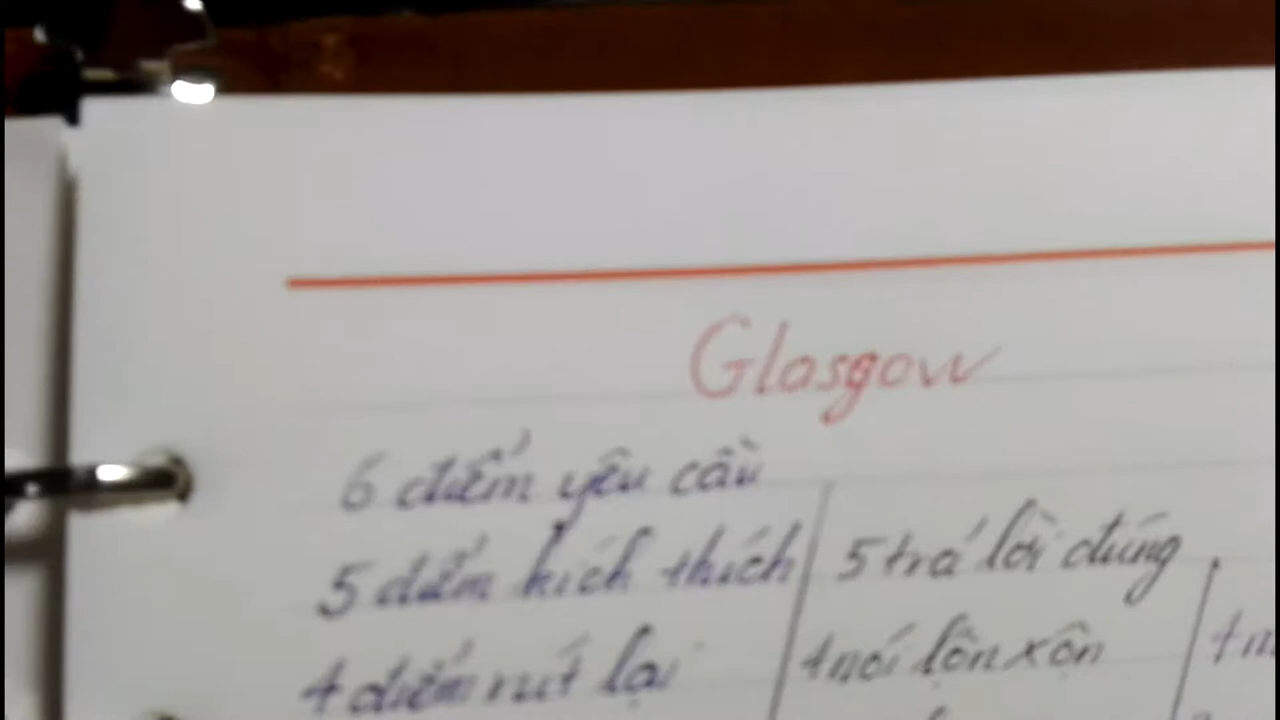 Glasgow
6 điểm yêu cầu
5 điểm kích thích 5 trả lời đúng
4 điểm rút lại 4 nói lộn xộn 4